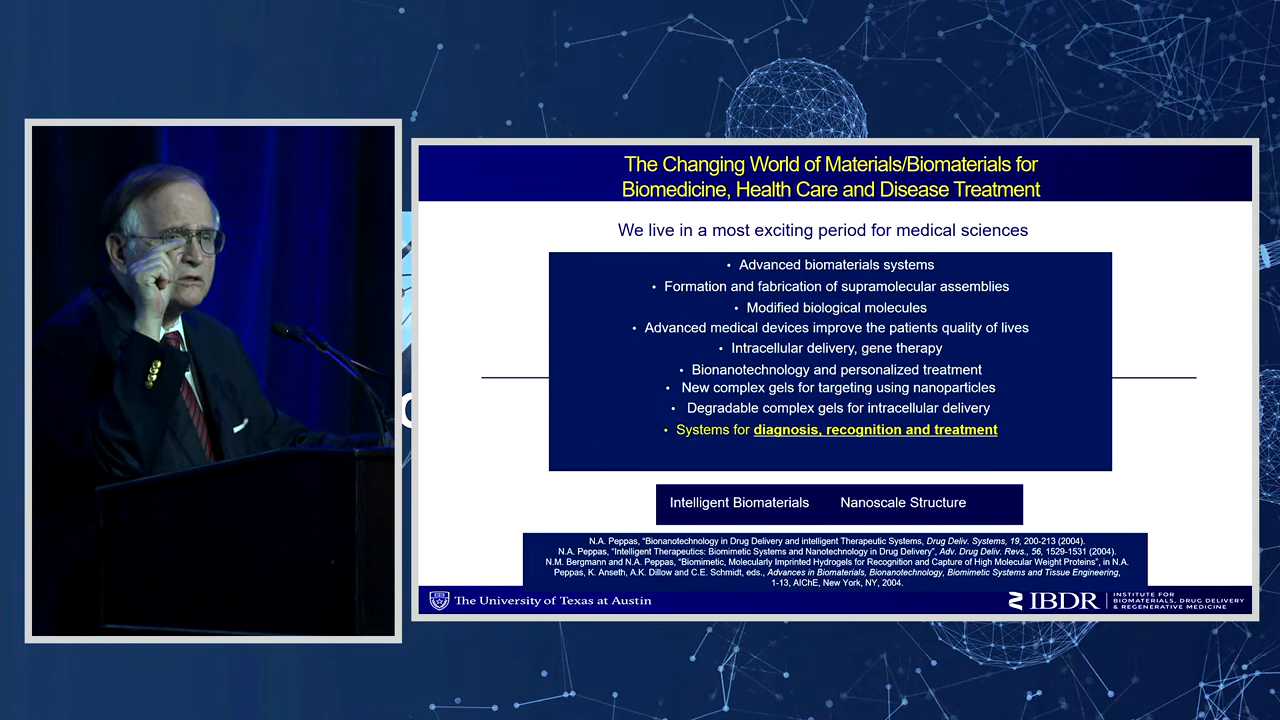 The Changing World of Materials/Biomaterials for
Biomedicine, Health Care and Disease Treatment
We live in a most exciting period for medical sciences
• Advanced biomaterials systems
• Formation and fabrication of supramolecular assemblies
• Modified biological molecules
• Advanced medical devices improve the patients quality of lives
• Intracellular delivery, gene therapy
• Bionanotechnology and personalized treatment
• New complex gels for targeting using nanoparticles
• Degradable complex gels for intracellular delivery
• Systems for diagnosis, recognition and treatment
Intelligent Biomaterials Nanoscale Structure
N.A. Peppas, “Bionanotechnology in Drug Delivery and intelligent Therapeutic Systems, Drug Deliv. Systems, 19, 200-213 (2004).
N.A. Peppas, “Intelligent Therapeutics: Biomimetic Systems and Nanotechnology in Drug Delivery”, Adv. Drug Deliv. Revs., 56, 1529-1531 (2004).
N.M. Bergmann and N.A. Peppas, “Biomimetic, Molecularly Imprinted Hydrogels for Recognition and Capture of High Molecular Weight Proteins”, in N.A.
Peppas, K. Anseth, A.K. Dillow and C.E. Schmidt, eds., Advances in Biomaterials, Bionanotechnology, Biomimetic Systems and Tissue Engineering,
1-13, AIChE, New York, NY, 2004.
The University of Texas at Austin
IBDR
INSTITUTE FOR
BIOMATERIALS, DRUG DELIVERY
& REGENERATIVE MEDICINE